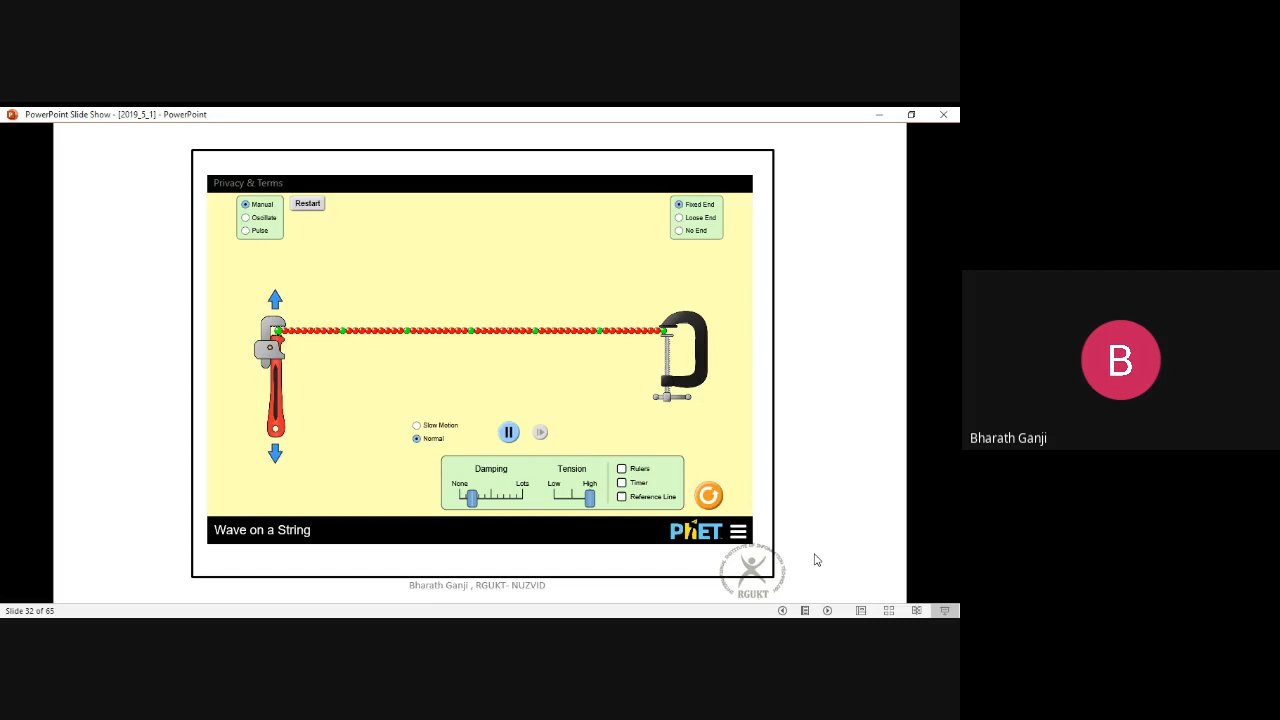 PowerPoint Slide Show - [2019_5_1] - PowerPoint
Privacy & Terms
Manual
Oscillate
Pulse
Restart
Fixed End
Loose End
No End
Slow Motion
Normal
Damping
None
Lots
Tension
Low
High
Rulers
Timer
Reference Line
Wave on a String
PhET
RGUKT
Bharath Ganji , RGUKT- NUZVID
Slide 32 of 65
B
Bharath Ganji